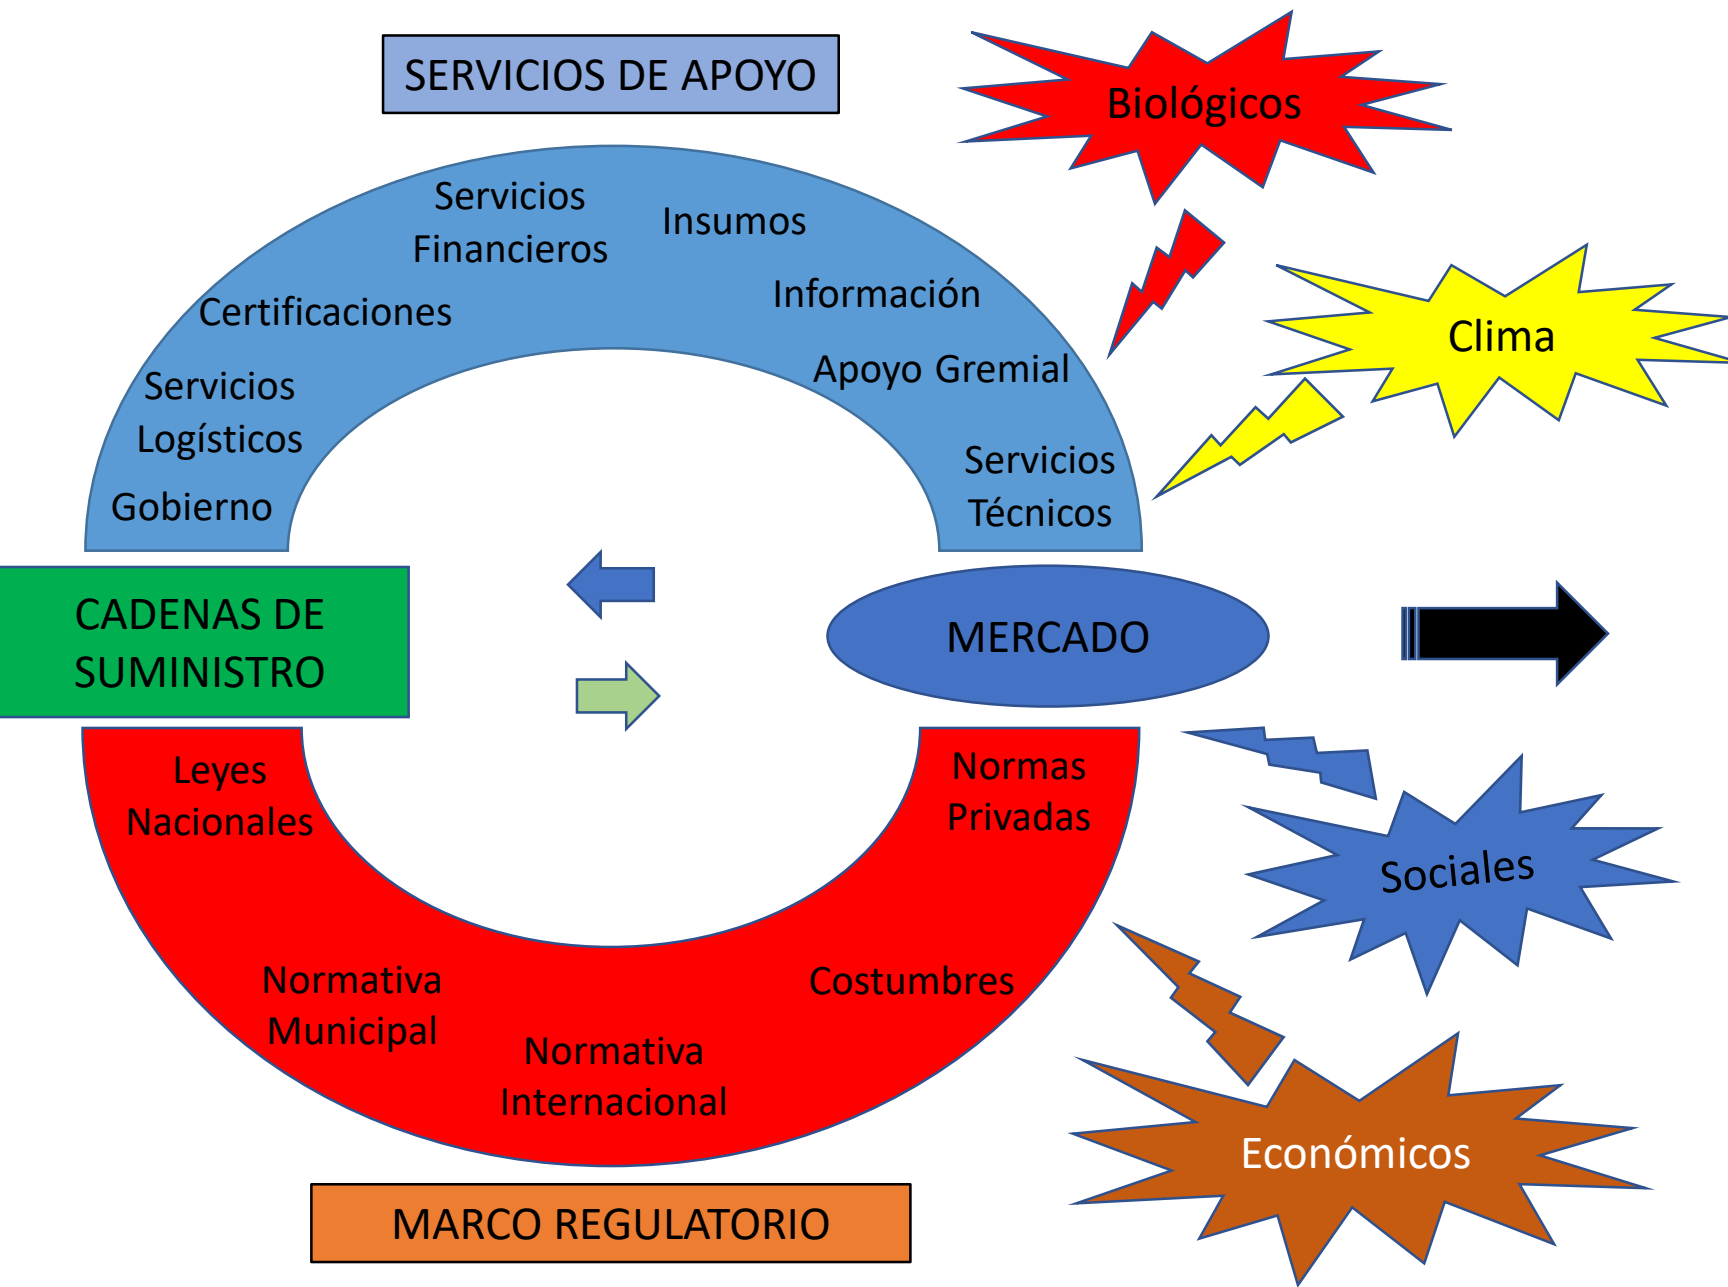 SERVICIOS DE APOYO
Biológicos
Servicios
Financieros
Insumos
Información
Certificaciones
Clima
Apoyo Gremial
Servicios
Logísticos
Servicios
Técnicos
Gobierno
CADENAS DE
SUMINISTRO
MERCADO
Leyes
Nacionales
Normas
Privadas
Sociales
Normativa
Municipal
Costumbres
Normativa
Internacional
Económicos
MARCO REGULATORIO